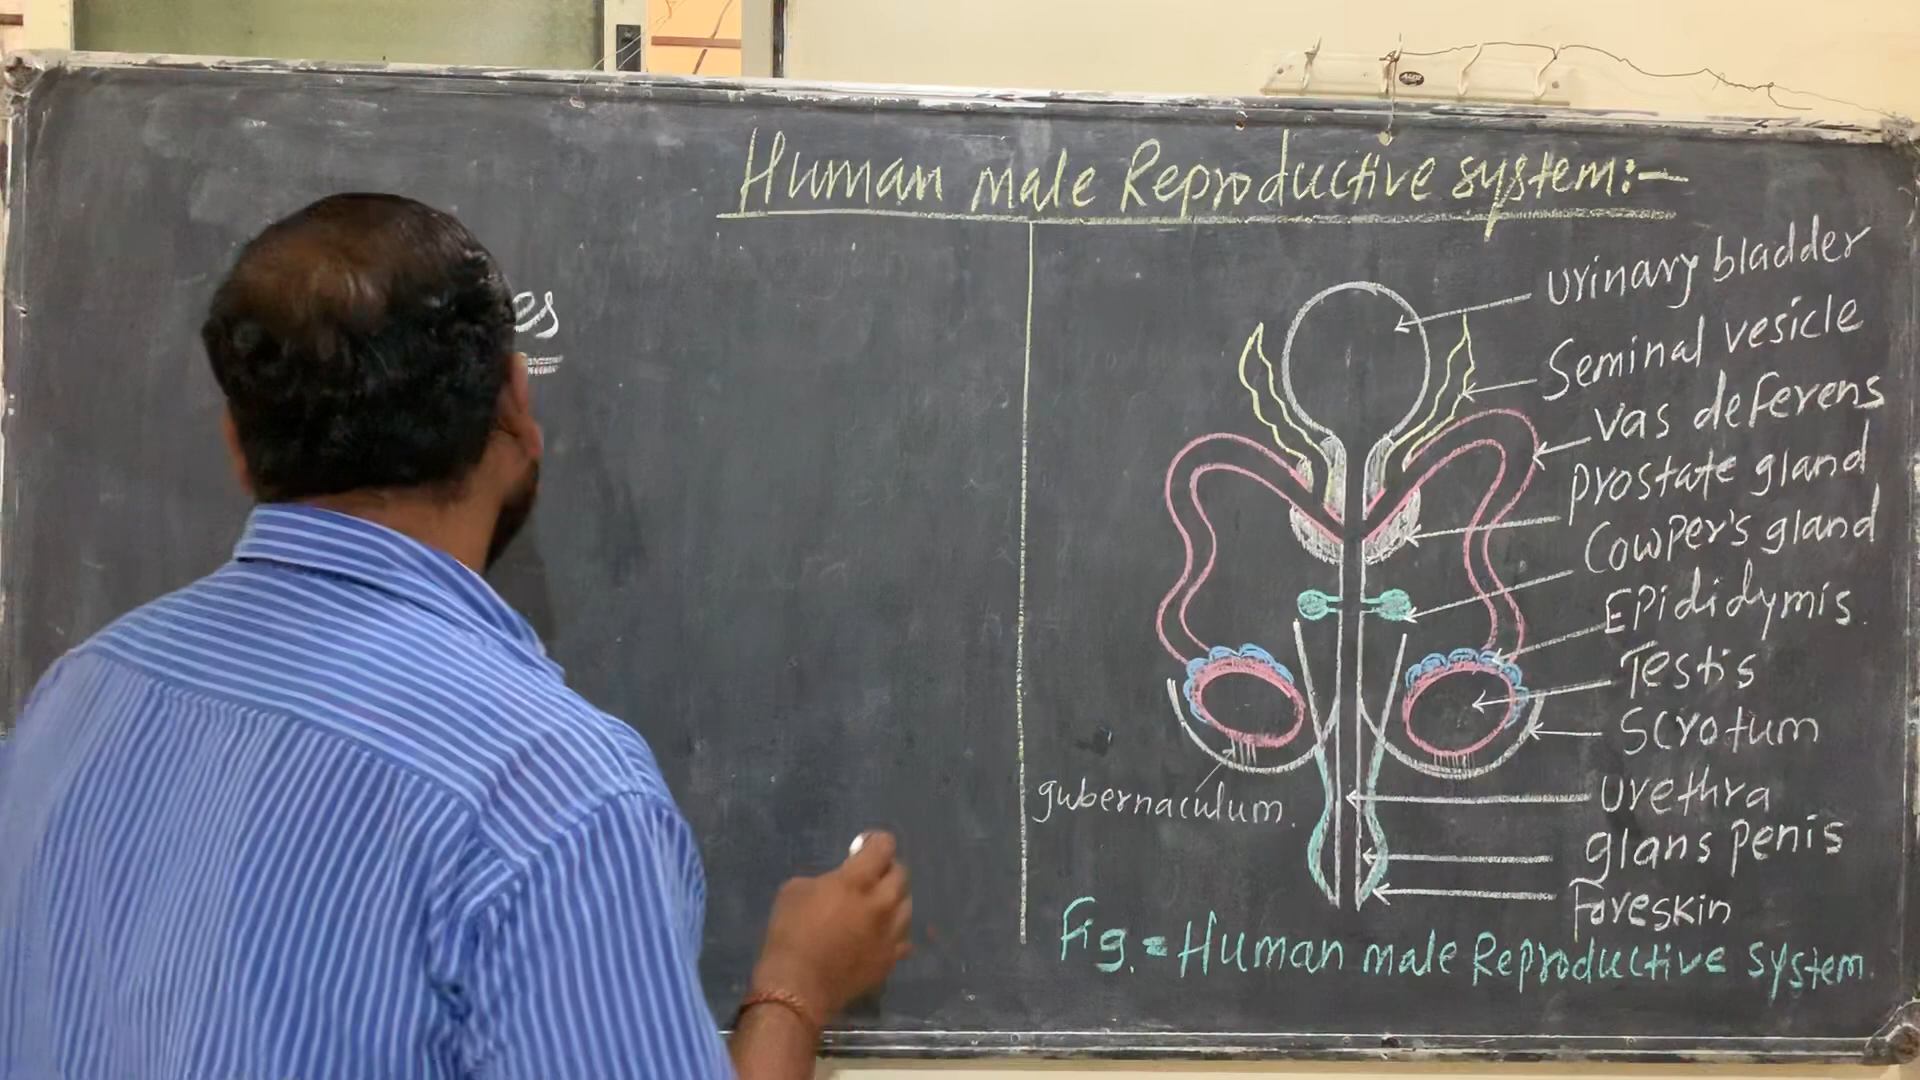 Human male Reproductive system:-
es
urinary bladder
Seminal vesicle
vas deferens
prostate gland
Cowper's gland
Epididymis.
Testis
Scrotum
urethra
glans penis
Foreskin
gubernaculum.
Fig. = Human male Reproductive system.